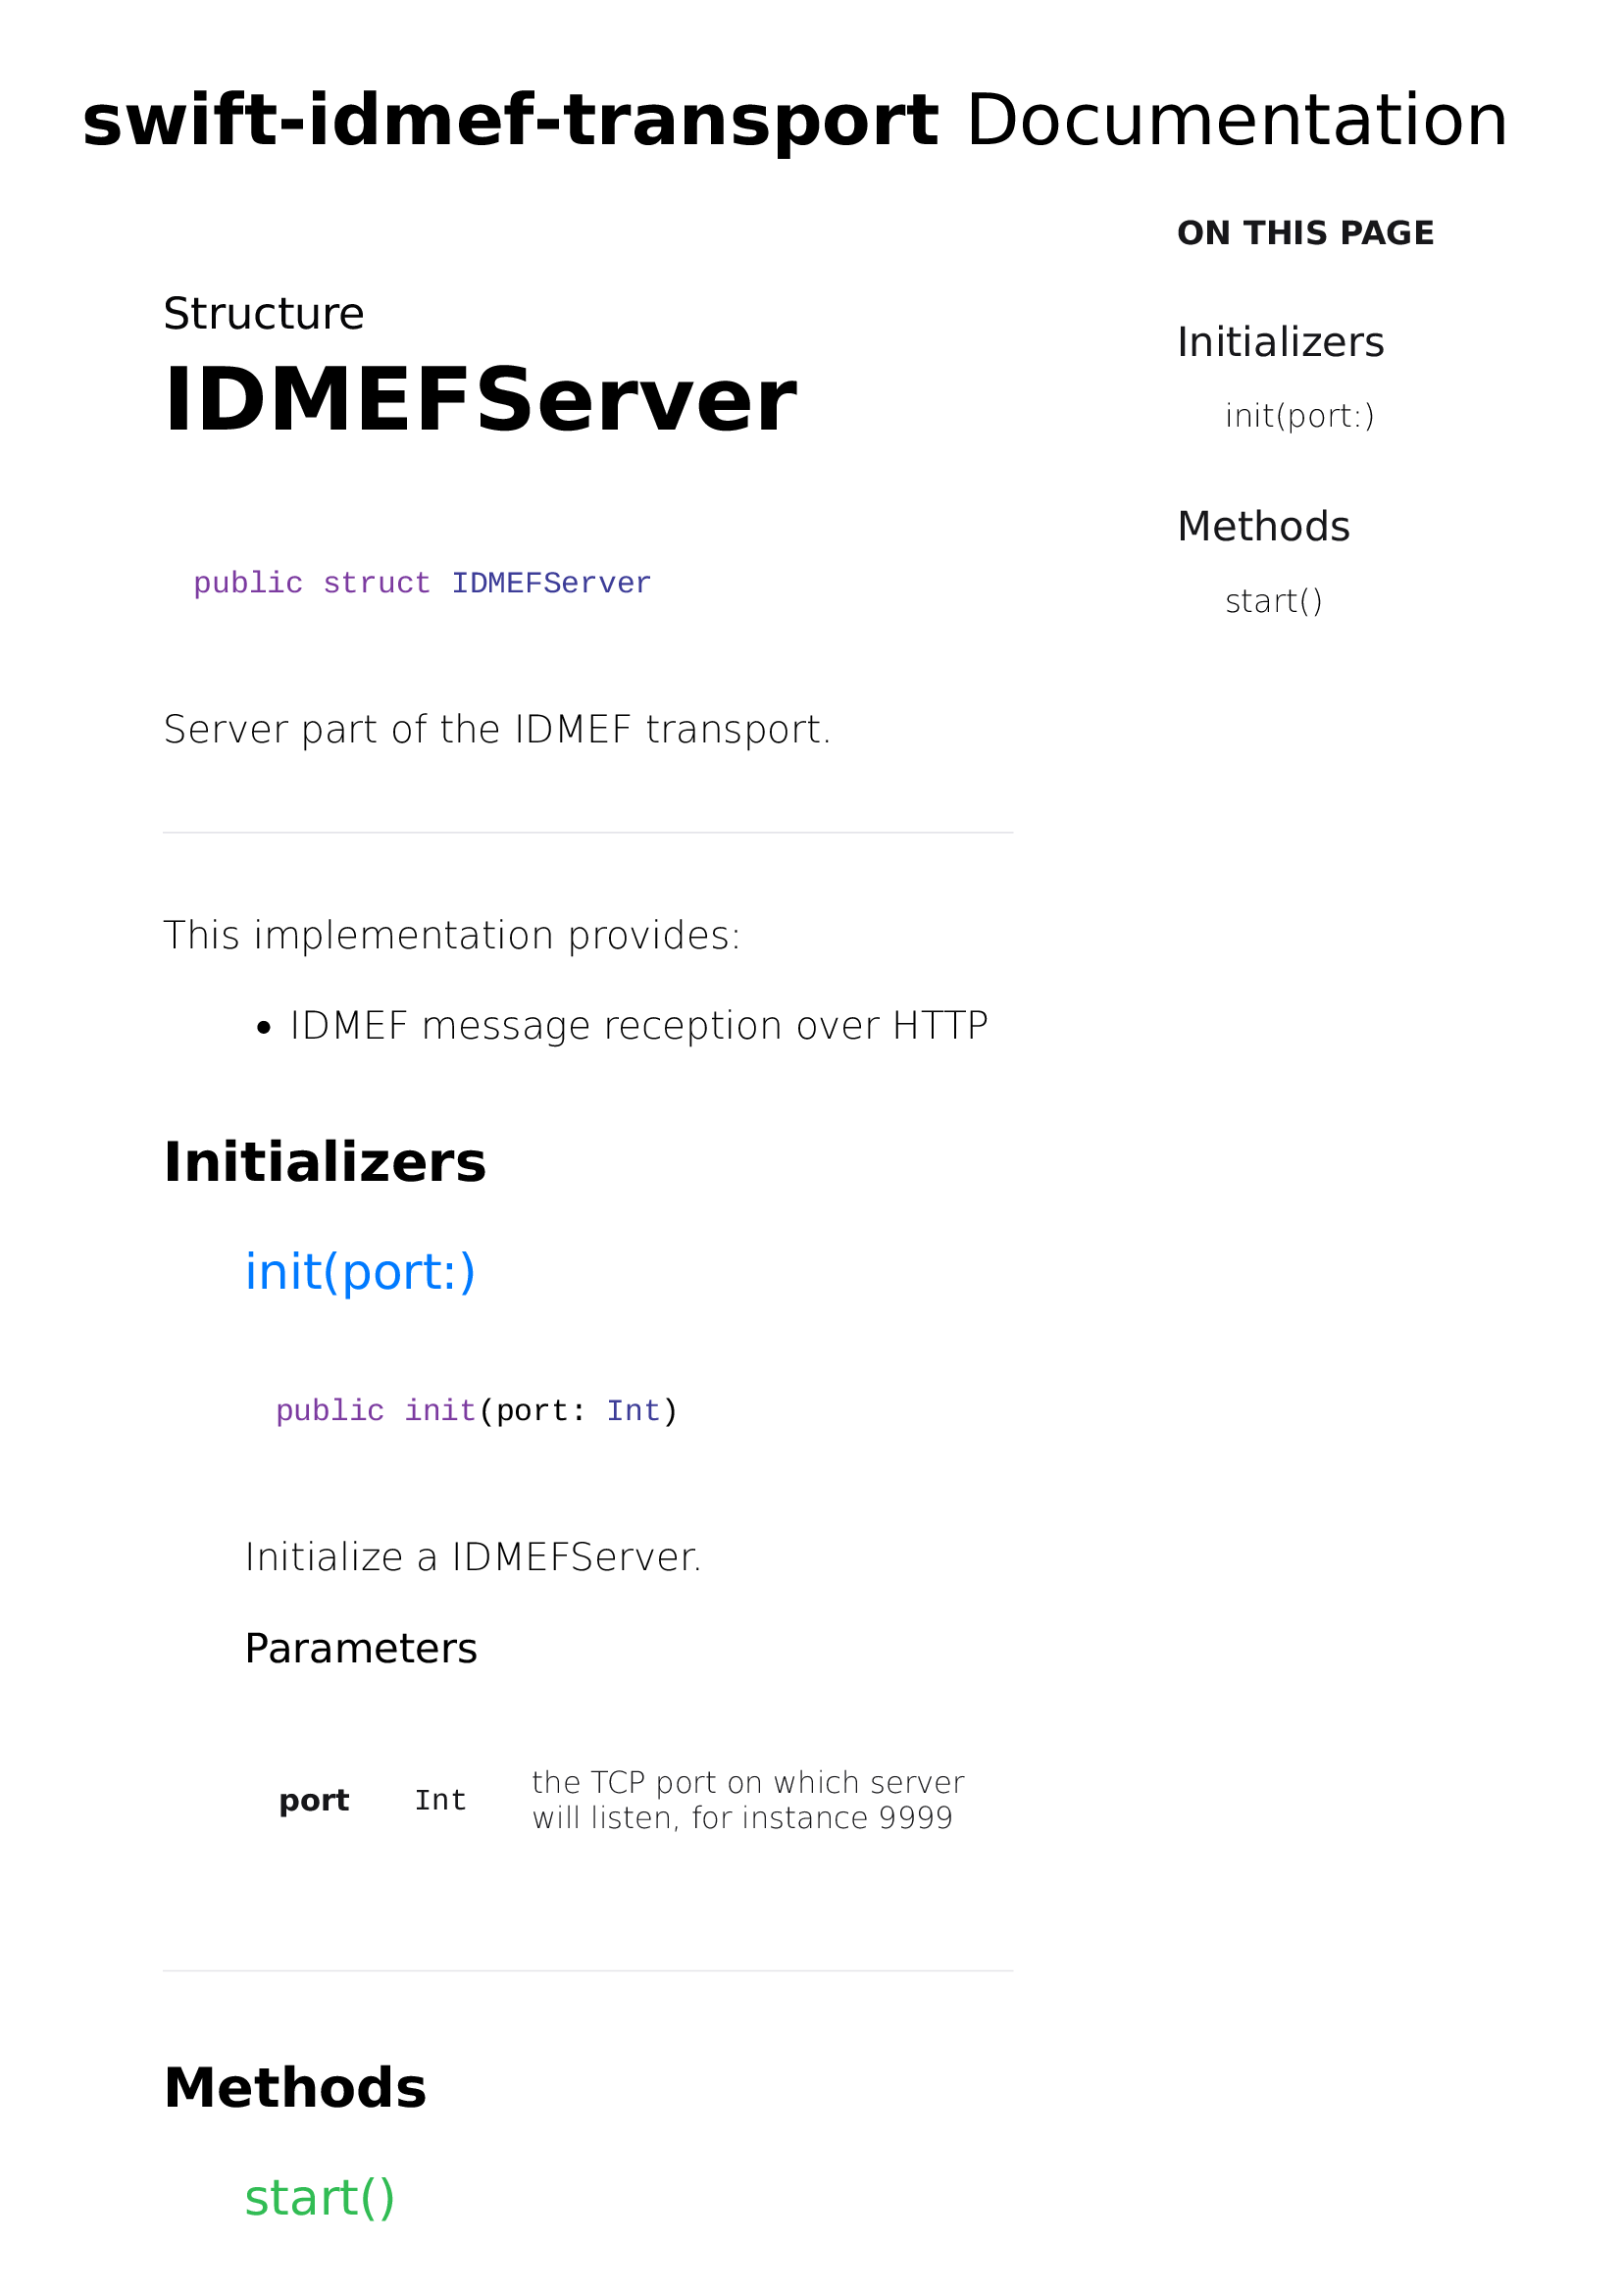 swift-idmef-transport Documentation
ON THIS PAGE
Initializers
init(port:)
Methods
start()
Structure
IDMEFServer
public struct IDMEFServer
Server part of the IDMEF transport.
This implementation provides:
• IDMEF message reception over HTTP
Initializers
init(port:)
public init(port: Int)
Initialize a IDMEFServer.
Parameters
port Int the TCP port on which server
will listen, for instance 9999
Methods
start()